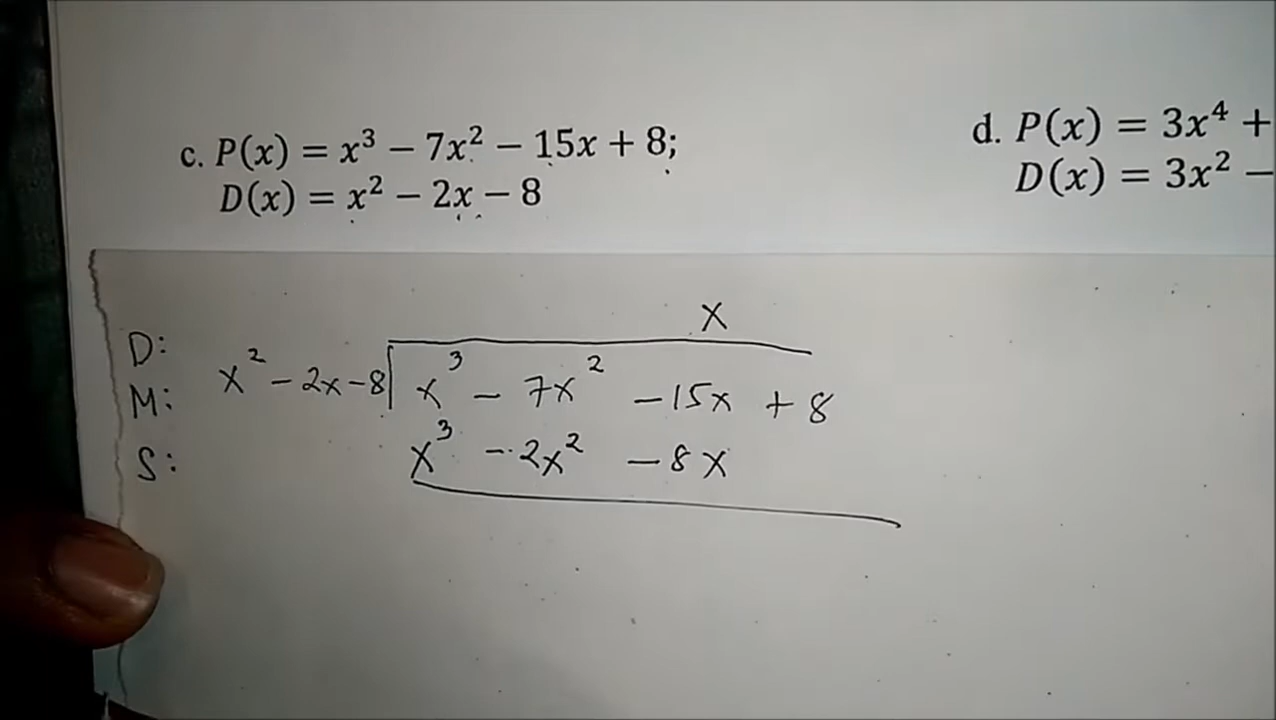 c. P(x) = x³ − 7x² − 15x + 8;
D(x) = x² − 2x − 8
d. P(x) = 3x⁴ +
D(x) = 3x² −
x
D:
x² − 2x − 8 x³ − 7x² − 15x + 8
M:
x³ − 2x² − 8x
S: